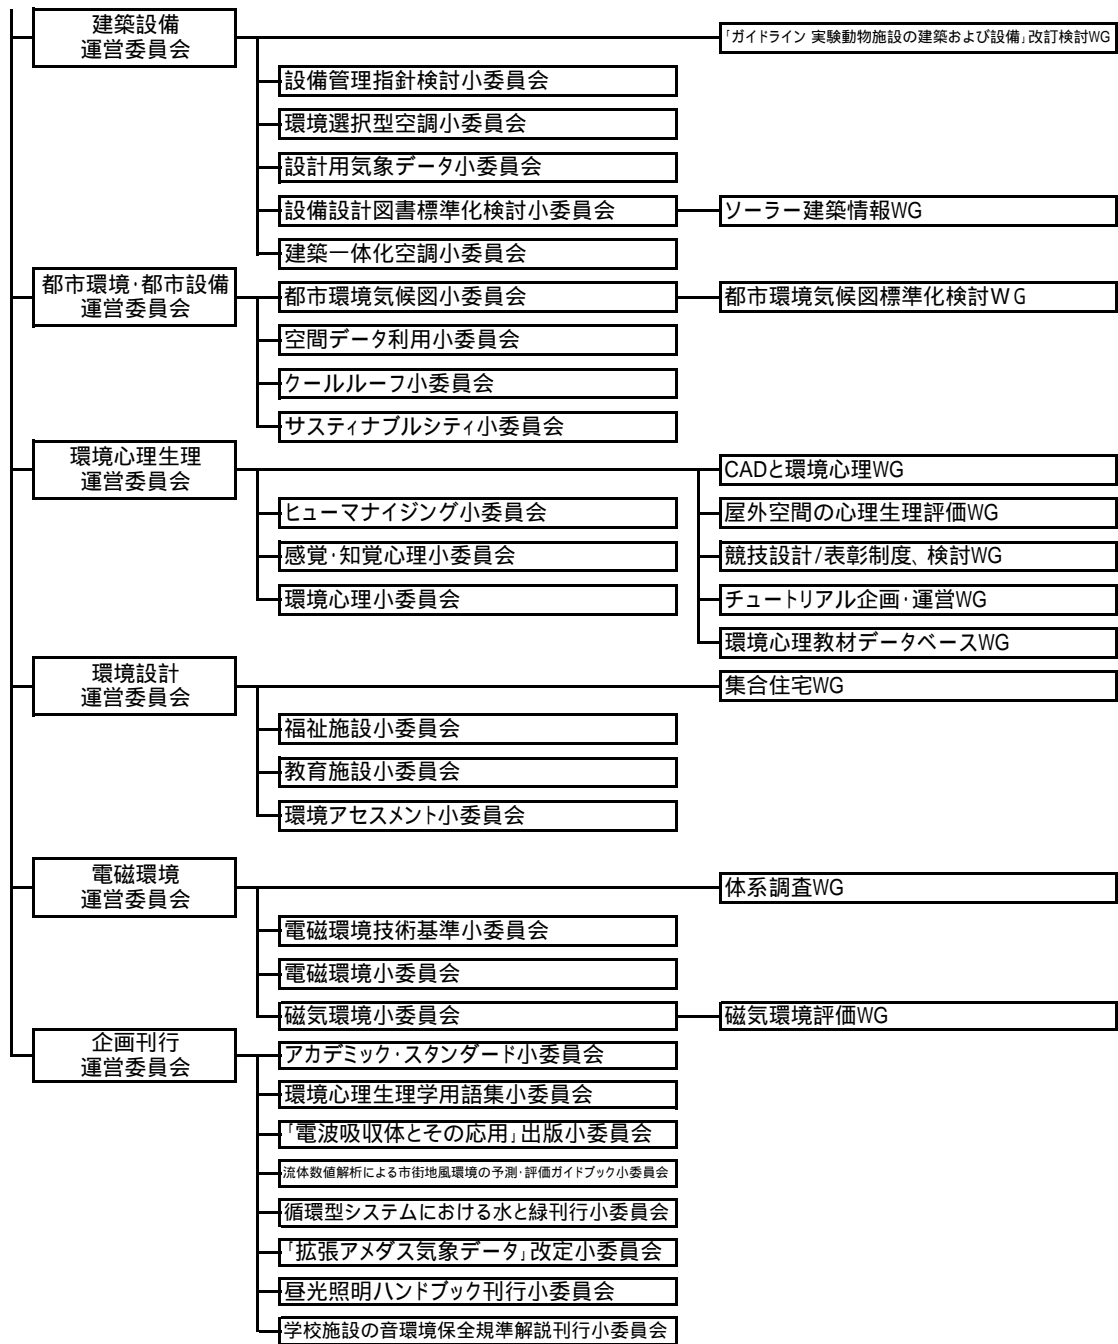 建築設備
運営委員会
「ガイドライン 実験動物施設の建築および設備」改訂検討WG
設備管理指針検討小委員会
環境選択型空調小委員会
設計用気象データ小委員会
設備設計図書標準化検討小委員会
ソーラー建築情報WG
建築一体化空調小委員会
都市環境・都市設備
運営委員会
都市環境気候図小委員会
都市環境気候図標準化検討ＷＧ
空間データ利用小委員会
クールルーフ小委員会
サスティナブルシティ小委員会
環境心理生理
運営委員会
CADと環境心理WG
ヒューマナイジング小委員会
屋外空間の心理生理評価WG
感覚・知覚心理小委員会
競技設計/表彰制度、検討WG
環境心理小委員会
チュートリアル企画・運営WG
環境心理教材データベースWG
環境設計
運営委員会
集合住宅WG
福祉施設小委員会
教育施設小委員会
環境アセスメント小委員会
電磁環境
運営委員会
体系調査WG
電磁環境技術基準小委員会
電磁環境小委員会
磁気環境小委員会
磁気環境評価WG
企画刊行
運営委員会
アカデミック・スタンダード小委員会
環境心理生理学用語集小委員会
「電波吸収体とその応用」出版小委員会
流体数値解析による市街地風環境の予測・評価ガイドブック小委員会
循環型システムにおける水と緑刊行小委員会
「拡張アメダス気象データ」改定小委員会
昼光照明ハンドブック刊行小委員会
学校施設の音環境保全規準解説刊行小委員会